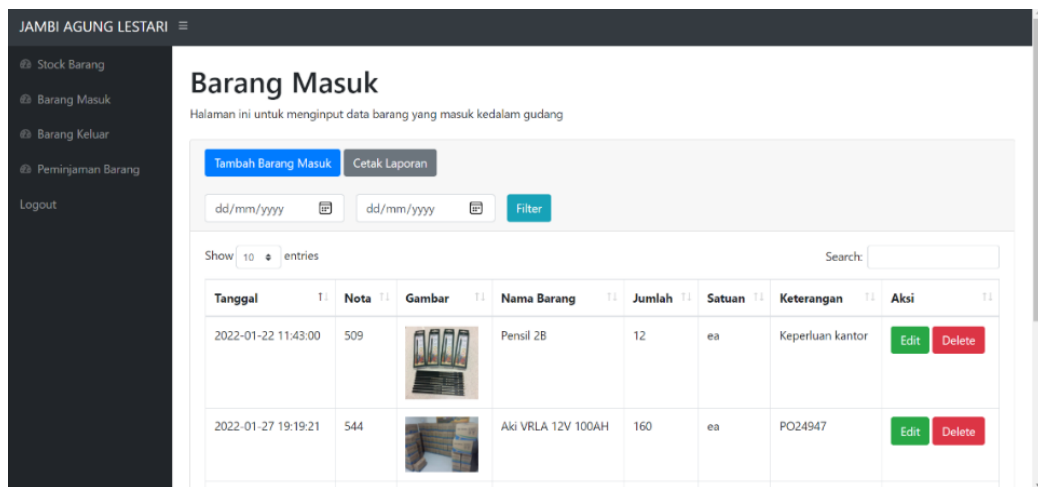 JAMBI AGUNG LESTARI
Stock Barang
Barang Masuk
Barang Keluar
Peminjaman Barang
Logout
Barang Masuk
Halaman ini untuk menginput data barang yang masuk kedalam gudang
Tambah Barang Masuk Cetak Laporan
dd/mm/yyyy dd/mm/yyyy Filter
Show 10 entries Search:
Tanggal Nota Gambar Nama Barang Jumlah Satuan Keterangan Aksi
2022-01-22 11:43:00 509 Pensil 2B 12 ea Keperluan kantor Edit Delete
2022-01-27 19:19:21 544 Aki VRLA 12V 100AH 160 ea PO24947 Edit Delete